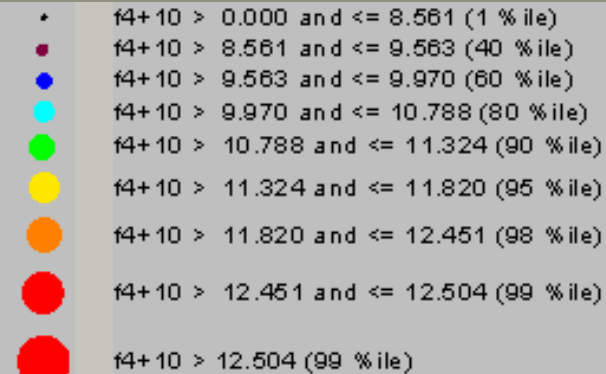 f4+10 > 0.000 and <= 8.561 (1 %ile)
f4+10 > 8.561 and <= 9.563 (40 %ile)
f4+10 > 9.563 and <= 9.970 (60 %ile)
f4+10 > 9.970 and <= 10.788 (80 %ile)
f4+10 > 10.788 and <= 11.324 (90 %ile)
f4+10 > 11.324 and <= 11.820 (95 %ile)
f4+10 > 11.820 and <= 12.451 (98 %ile)
f4+10 > 12.451 and <= 12.504 (99 %ile)
f4+10 > 12.504 (99 %ile)